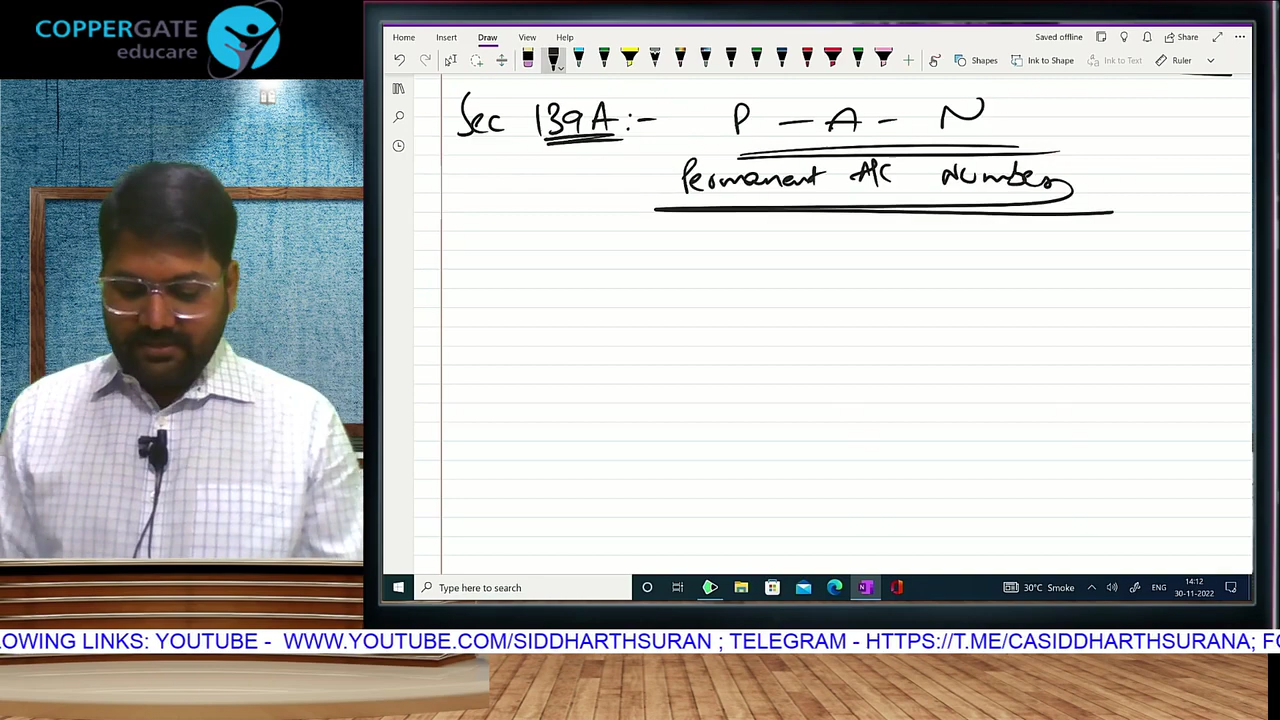 COPPERGATE
educare
Home Insert Draw View Help
Saved offline
Share
Shapes
Ink to Shape
Ink to Text
Ruler
Sec 139A:- P - A - N
Permanent A/C Number
Type here to search
30°C Smoke
ENG
14:12
30-11-2022
LOWING LINKS: YOUTUBE - WWW.YOUTUBE.COM/SIDDHARTHSURAN ; TELEGRAM - HTTPS://T.ME/CASIDDHARTHSURANA; FO